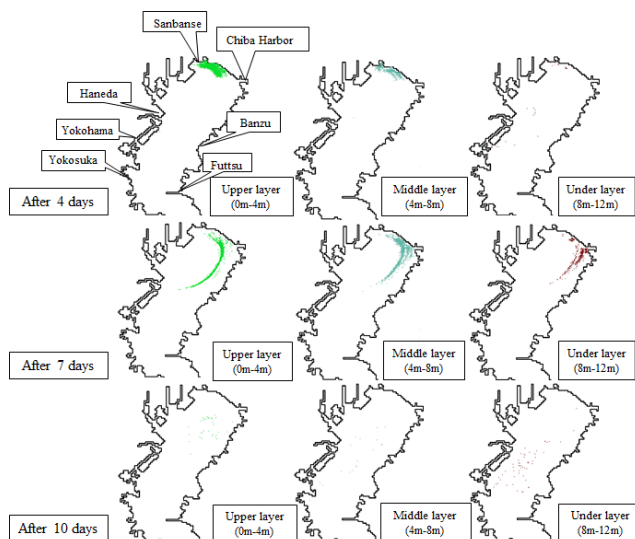 Sanbanse
Chiba Harbor
Haneda
Yokohama
Banzu
Yokosuka
Futtsu
After 4 days
Upper layer
(0m-4m)
Middle layer
(4m-8m)
Under layer
(8m-12m)
After 7 days
Upper layer
(0m-4m)
Middle layer
(4m-8m)
Under layer
(8m-12m)
After 10 days
Upper layer
(0m-4m)
Middle layer
(4m-8m)
Under layer
(8m-12m)